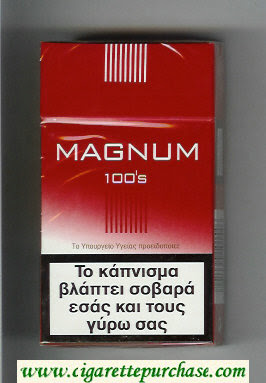 MAGNUM
100's
Το Υπουργείο Υγείας προειδοποιεί:
Το κάπνισμα
βλάπτει σοβαρά
εσάς και τους
γύρω σας
www.cigarettepurchase.com